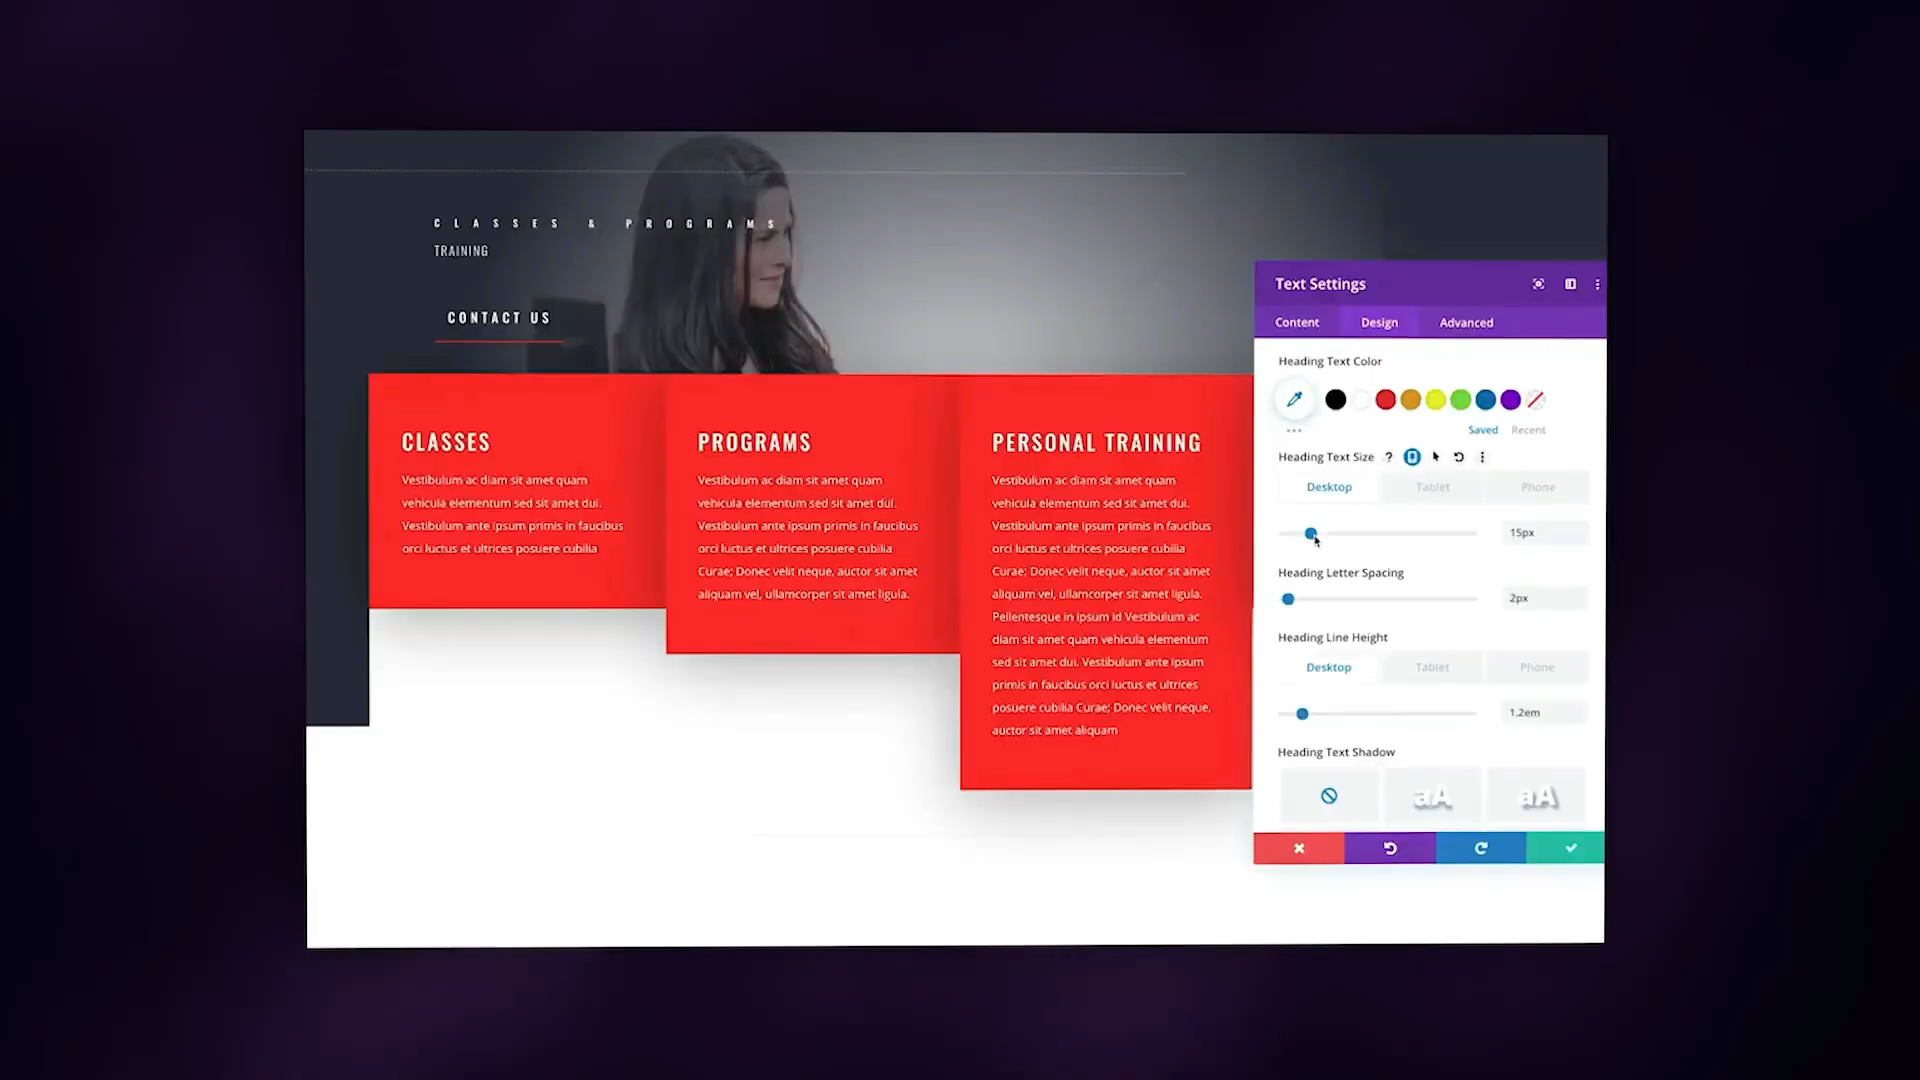 CLASSES & PROGRAMS
TRAINING
CONTACT US
CLASSES
Vestibulum ac diam sit amet quam
vehicula elementum sed sit amet dui.
Vestibulum ante ipsum primis in faucibus
orci luctus et ultrices posuere cubilia
PROGRAMS
Vestibulum ac diam sit amet quam
vehicula elementum sed sit amet dui.
Vestibulum ante ipsum primis in faucibus
orci luctus et ultrices posuere cubilia
Curae; Donec velit neque, auctor sit amet
aliquam vel, ullamcorper sit amet ligula.
PERSONAL TRAINING
Vestibulum ac diam sit amet quam
vehicula elementum sed sit amet dui.
Vestibulum ante ipsum primis in faucibus
orci luctus et ultrices posuere cubilia
Curae; Donec velit neque, auctor sit amet
aliquam vel, ullamcorper sit amet ligula.
Pellentesque in ipsum id Vestibulum ac
diam sit amet quam vehicula elementum
sed sit amet dui. Vestibulum ante ipsum
primis in faucibus orci luctus et ultrices
posuere cubilia Curae; Donec velit neque,
auctor sit amet aliquam
Text Settings
Content Design Advanced
Heading Text Color
Saved Recent
Heading Text Size ?
Desktop Tablet Phone
15px
Heading Letter Spacing
2px
Heading Line Height
Desktop Tablet Phone
1.2em
Heading Text Shadow
aA aA